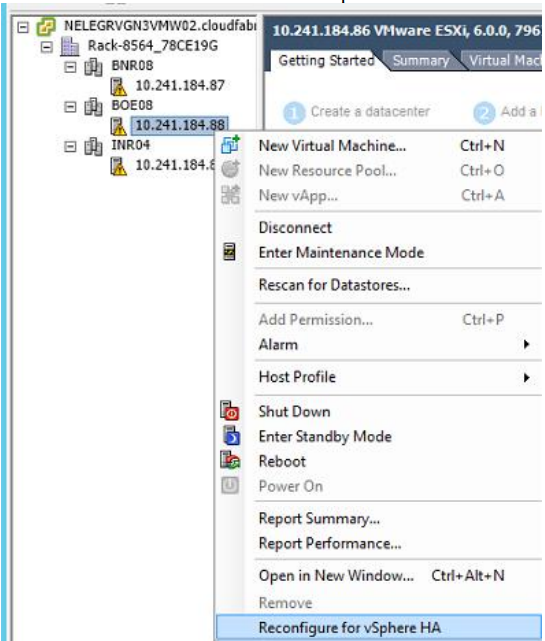 NELEGRVGN3VMW02.cloudfabr
Rack-8564_78CE19G
BNR08
10.241.184.87
BOE08
10.241.184.88
INR04
10.241.184.8
10.241.184.86 VMware ESXi, 6.0.0, 796
Getting Started Summary Virtual Mach
1 Create a datacenter 2 Add a
New Virtual Machine... Ctrl+N
New Resource Pool... Ctrl+O
New vApp... Ctrl+A
Disconnect
Enter Maintenance Mode
Rescan for Datastores...
Add Permission... Ctrl+P
Alarm
Host Profile
Shut Down
Enter Standby Mode
Reboot
Power On
Report Summary...
Report Performance...
Open in New Window... Ctrl+Alt+N
Remove
Reconfigure for vSphere HA